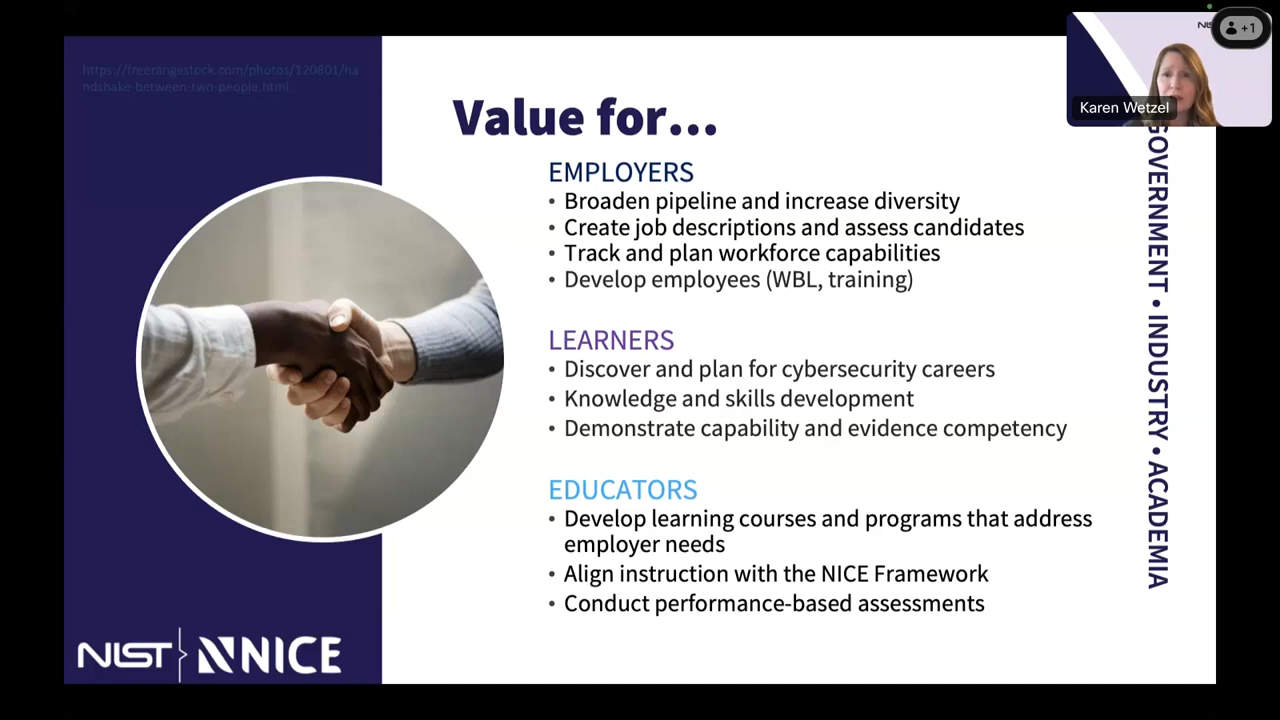 https://freerangestock.com/photos/120801/ha
ndshake-between-two-people.html
Value for...
EMPLOYERS
• Broaden pipeline and increase diversity
• Create job descriptions and assess candidates
• Track and plan workforce capabilities
• Develop employees (WBL, training)
LEARNERS
• Discover and plan for cybersecurity careers
• Knowledge and skills development
• Demonstrate capability and evidence competency
EDUCATORS
• Develop learning courses and programs that address
employer needs
• Align instruction with the NICE Framework
• Conduct performance-based assessments
GOVERNMENT • INDUSTRY • ACADEMIA
NIST NICE
+1
Karen Wetzel